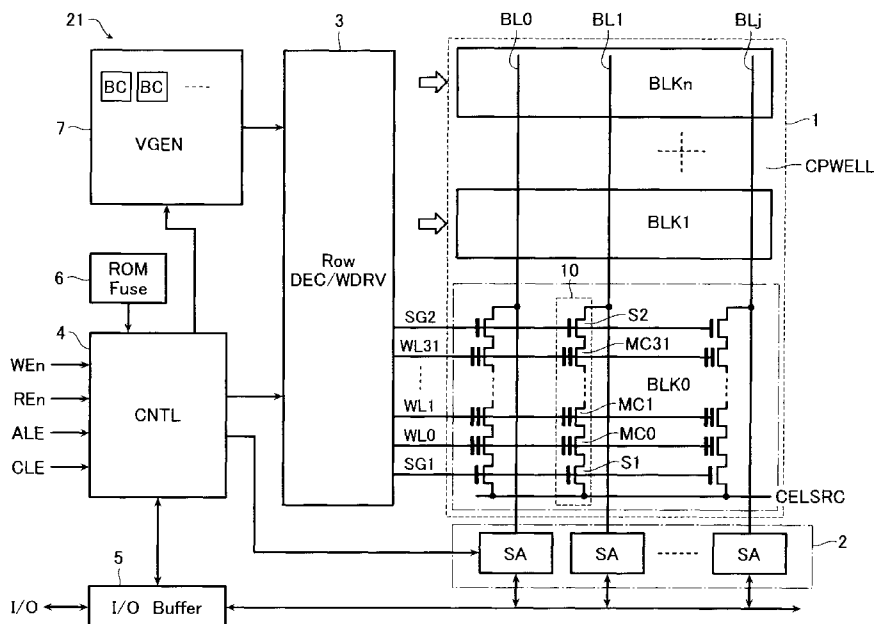 21
3
BL0 BL1 BLj
BC BC
VGEN
7
BLKn
1
CPWELL
BLK1
Row
DEC/WDRV
6
ROM
Fuse
10
SG2
S2
WL31
MC31
4
WEn
REn
CNTL
ALE
CLE
BLK0
WL1
MC1
WL0
MC0
SG1
S1
CELSRC
SA SA SA
2
5
I/O
I/O Buffer